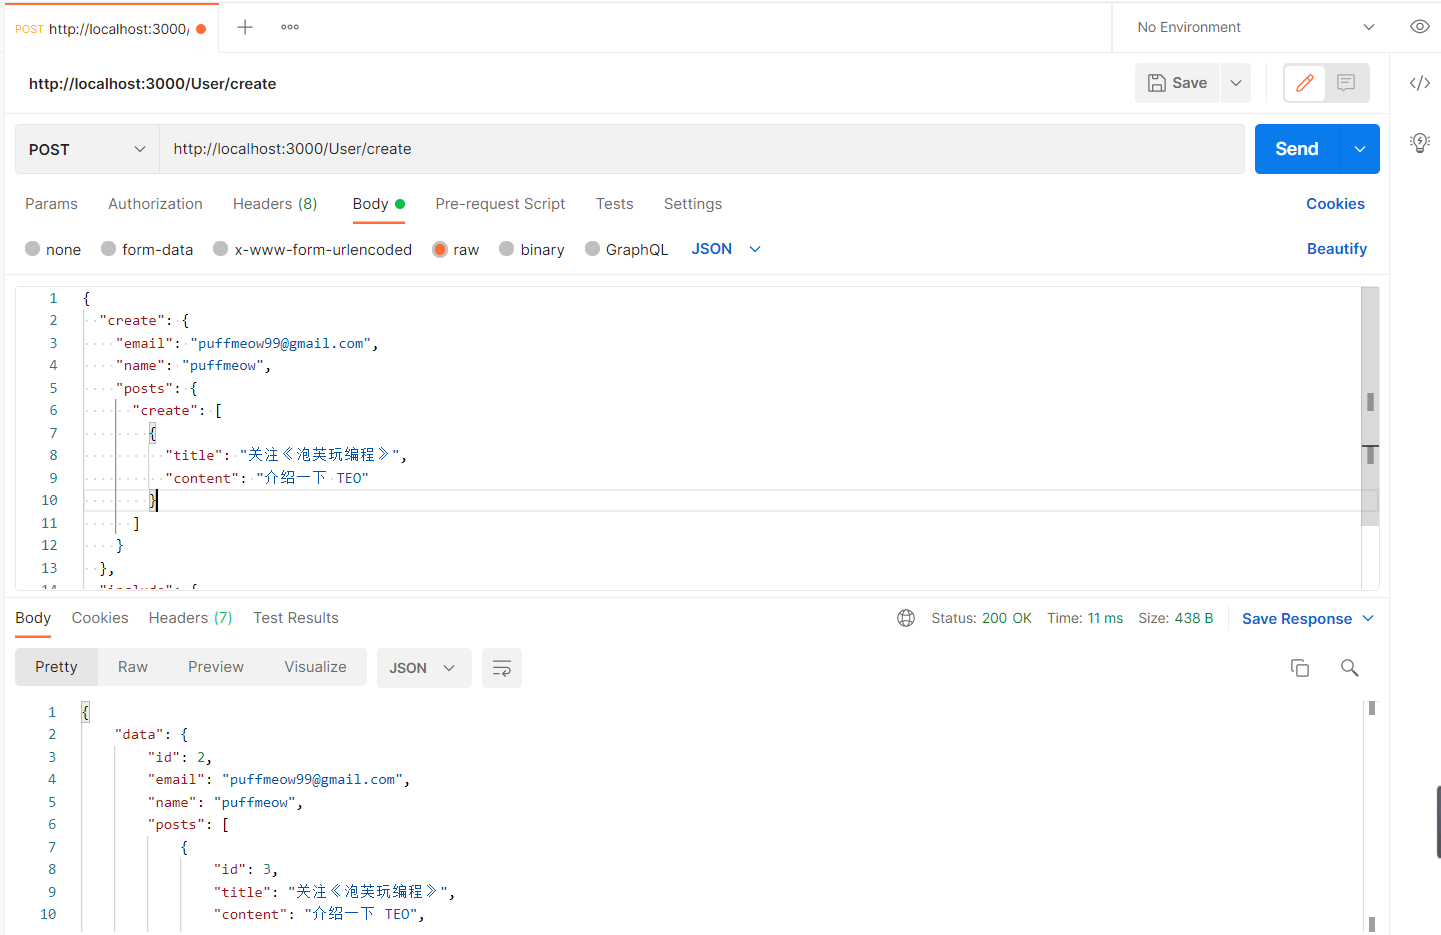 POST http://localhost:3000/
No Environment
http://localhost:3000/User/create
Save
POST http://localhost:3000/User/create
Send
Params Authorization Headers (8) Body Pre-request Script Tests Settings Cookies
none form-data x-www-form-urlencoded raw binary GraphQL JSON Beautify
1 {
2 "create": {
3 "email": "puffmeow99@gmail.com",
4 "name": "puffmeow",
5 "posts": {
6 "create": [
7 {
8 "title": "关注《泡芙玩编程》",
9 "content": "介绍一下 TEO"
10 }
11 ]
12 }
13 },
14 "include": {
Body Cookies Headers (7) Test Results Status: 200 OK Time: 11 ms Size: 438 B Save Response
Pretty Raw Preview Visualize JSON
1 {
2 "data": {
3 "id": 2,
4 "email": "puffmeow99@gmail.com",
5 "name": "puffmeow",
6 "posts": [
7 {
8 "id": 3,
9 "title": "关注《泡芙玩编程》",
10 "content": "介绍一下 TEO",